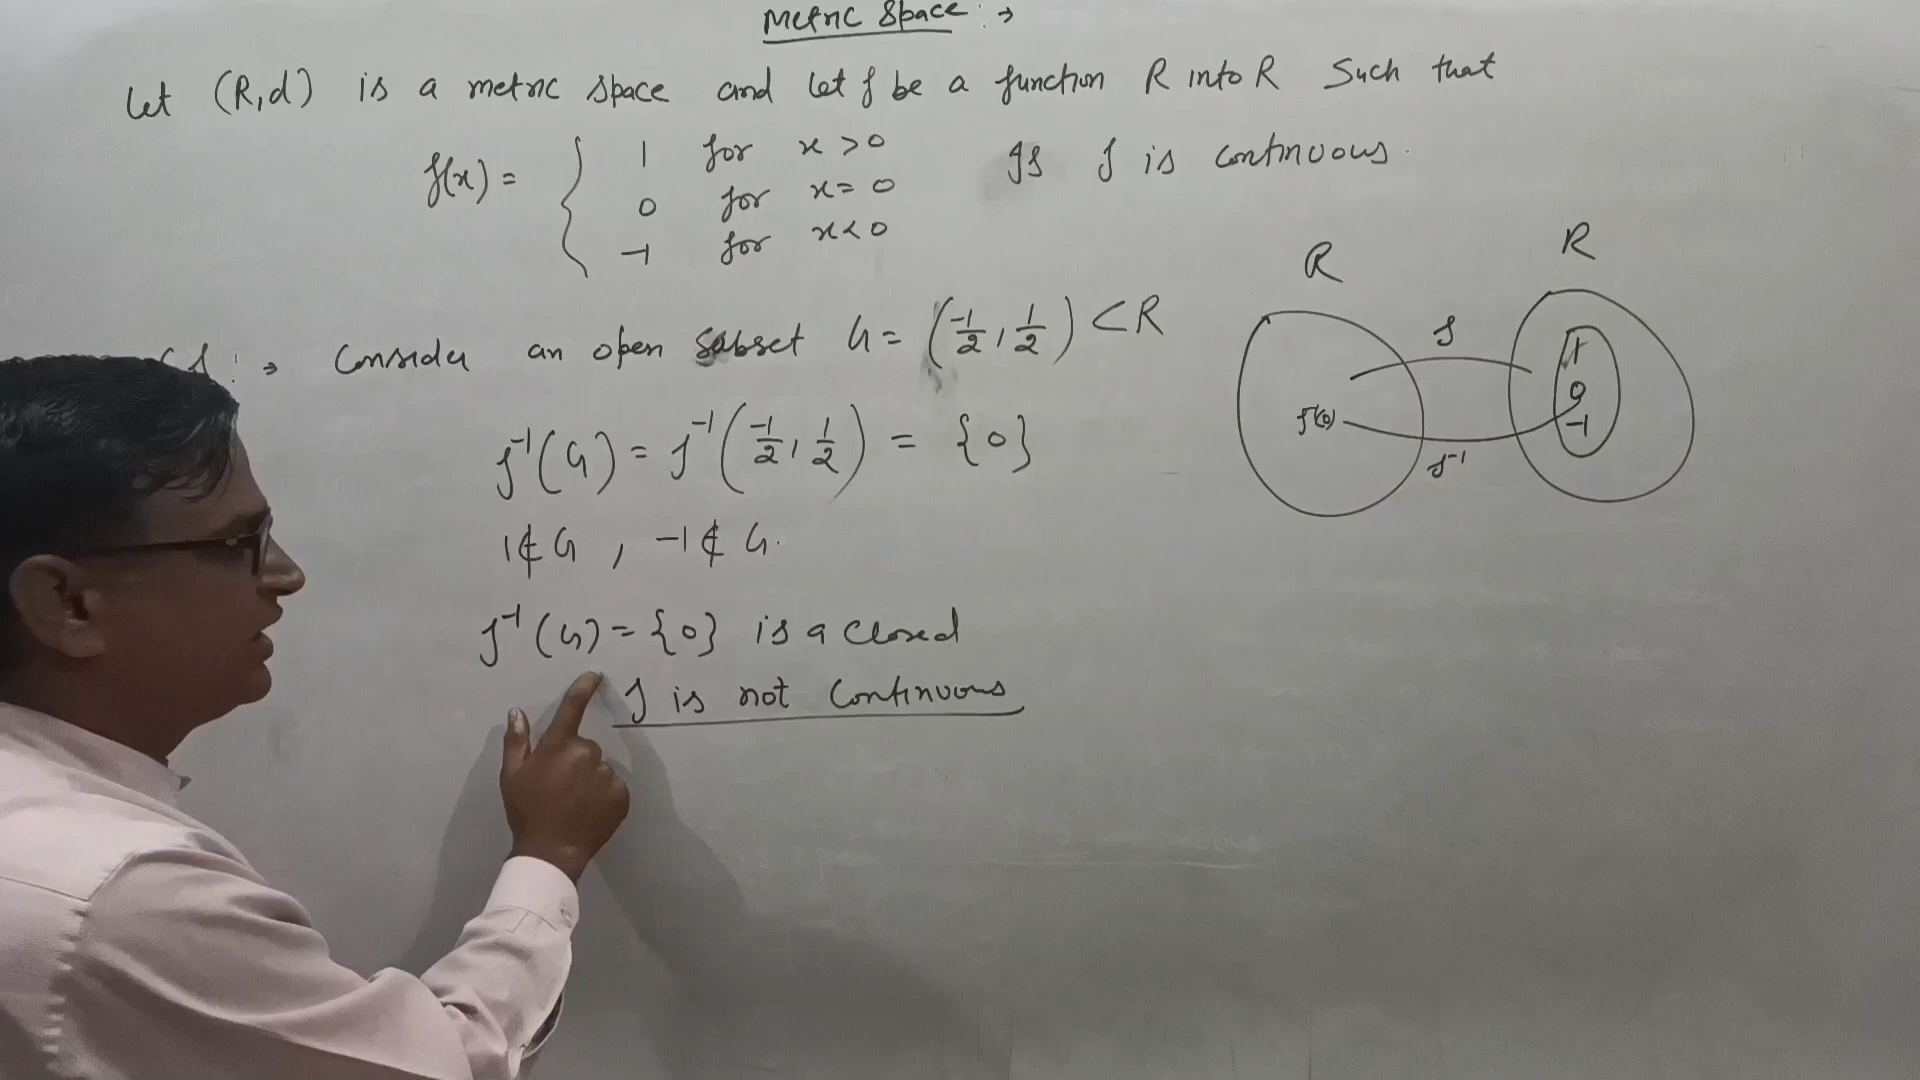 Metric Space : →
Let (R,d) is a metric space and let f be a function R into R Such that
f(x) = { 1 for x > 0
0 for x = 0
-1 for x < 0
Is f is continuous.
: → Consider an open subset G = (-1/2, 1/2) ⊂ R
f⁻¹(G) = f⁻¹(-1/2, 1/2) = {0}
1 ∉ G , -1 ∉ G.
f⁻¹(G) = {0} is a closed
f is not Continuous
R R
f
1
0
-1
f⁻¹